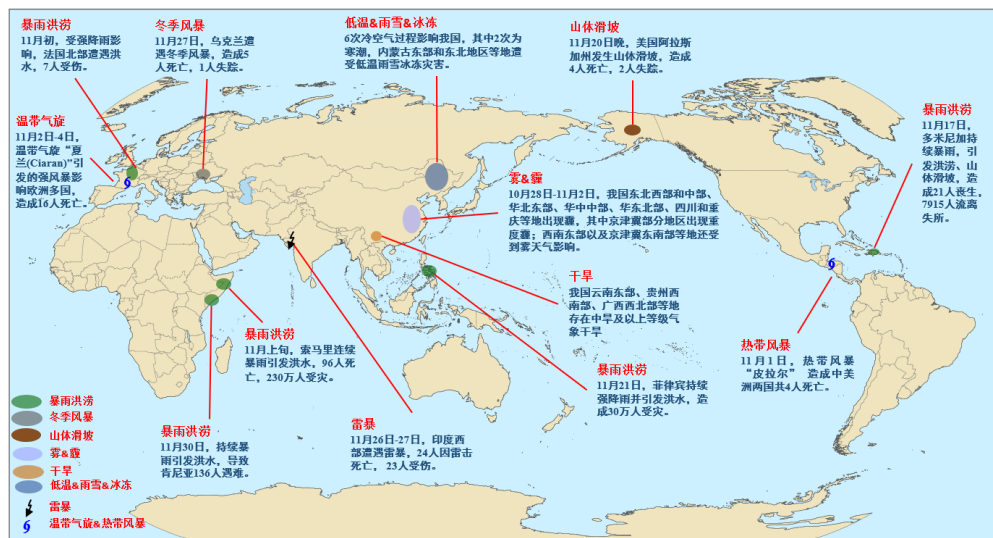 暴雨洪涝
11月初，受强降雨影
响，法国北部遭遇洪
水，7人受伤。
冬季风暴
11月27日，乌克兰遭
遇冬季风暴，造成5
人死亡，1人失踪。
低温&雨雪&冰冻
6次冷空气过程影响我国，其中2次为
寒潮，内蒙古东部和东北地区等地遭
受低温雨雪冰冻灾害。
山体滑坡
11月20日晚，美国阿拉斯
加州发生山体滑坡，造成
4人死亡，2人失踪。
暴雨洪涝
11月17日，
多米尼加持
续暴雨，引
发洪涝、山
体滑坡，造
成21人丧生，
7915人流离
失所。
温带气旋
11月2日-4日，
温带气旋“夏
兰(Ciaran)”引
发的强风暴影
响欧洲多国，
造成16人死亡。
雾&霾
10月28日-11月2日，我国东北西部和中部、
华北东部、华中中部、华东北部、四川和重
庆等地出现霾，其中京津冀部分地区出现重
度霾；西南东部以及京津冀东南部等地还受
到雾天气影响。
干旱
我国云南东部、贵州西
南部、广西西北部等地
存在中旱及以上等级气
象干旱
热带风暴
11月1日，热带风暴
“皮拉尔” 造成中美
洲两国共4人死亡。
暴雨洪涝
11月上旬，索马里连续
暴雨引发洪水，96人死
亡，230万人受灾。
暴雨洪涝
11月21日，菲律宾持续
强降雨并引发洪水，造
成30万人受灾。
暴雨洪涝
11月30日，持续暴
雨引发洪水，导致
肯尼亚136人遇难。
雷暴
11月26日-27日，印度西
部遭遇雷暴，24人因雷击
死亡，23人受伤。
暴雨洪涝
冬季风暴
山体滑坡
雾&霾
干旱
低温&雨雪&冰冻
雷暴
温带气旋&热带风暴